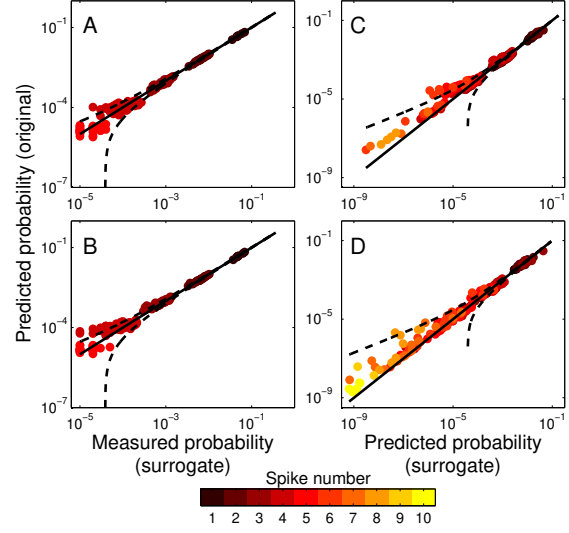 A
C
10^-1
10^-4
10^-7
10^-5
10^-3
10^-1
10^-1
10^-5
10^-9
10^-9
10^-5
10^-1
B
D
10^-1
10^-4
10^-7
10^-5
10^-3
10^-1
10^-1
10^-5
10^-9
10^-9
10^-5
10^-1
Predicted probability (original)
Measured probability
(surrogate)
Predicted probability
(surrogate)
Spike number
1 2 3 4 5 6 7 8 9 10